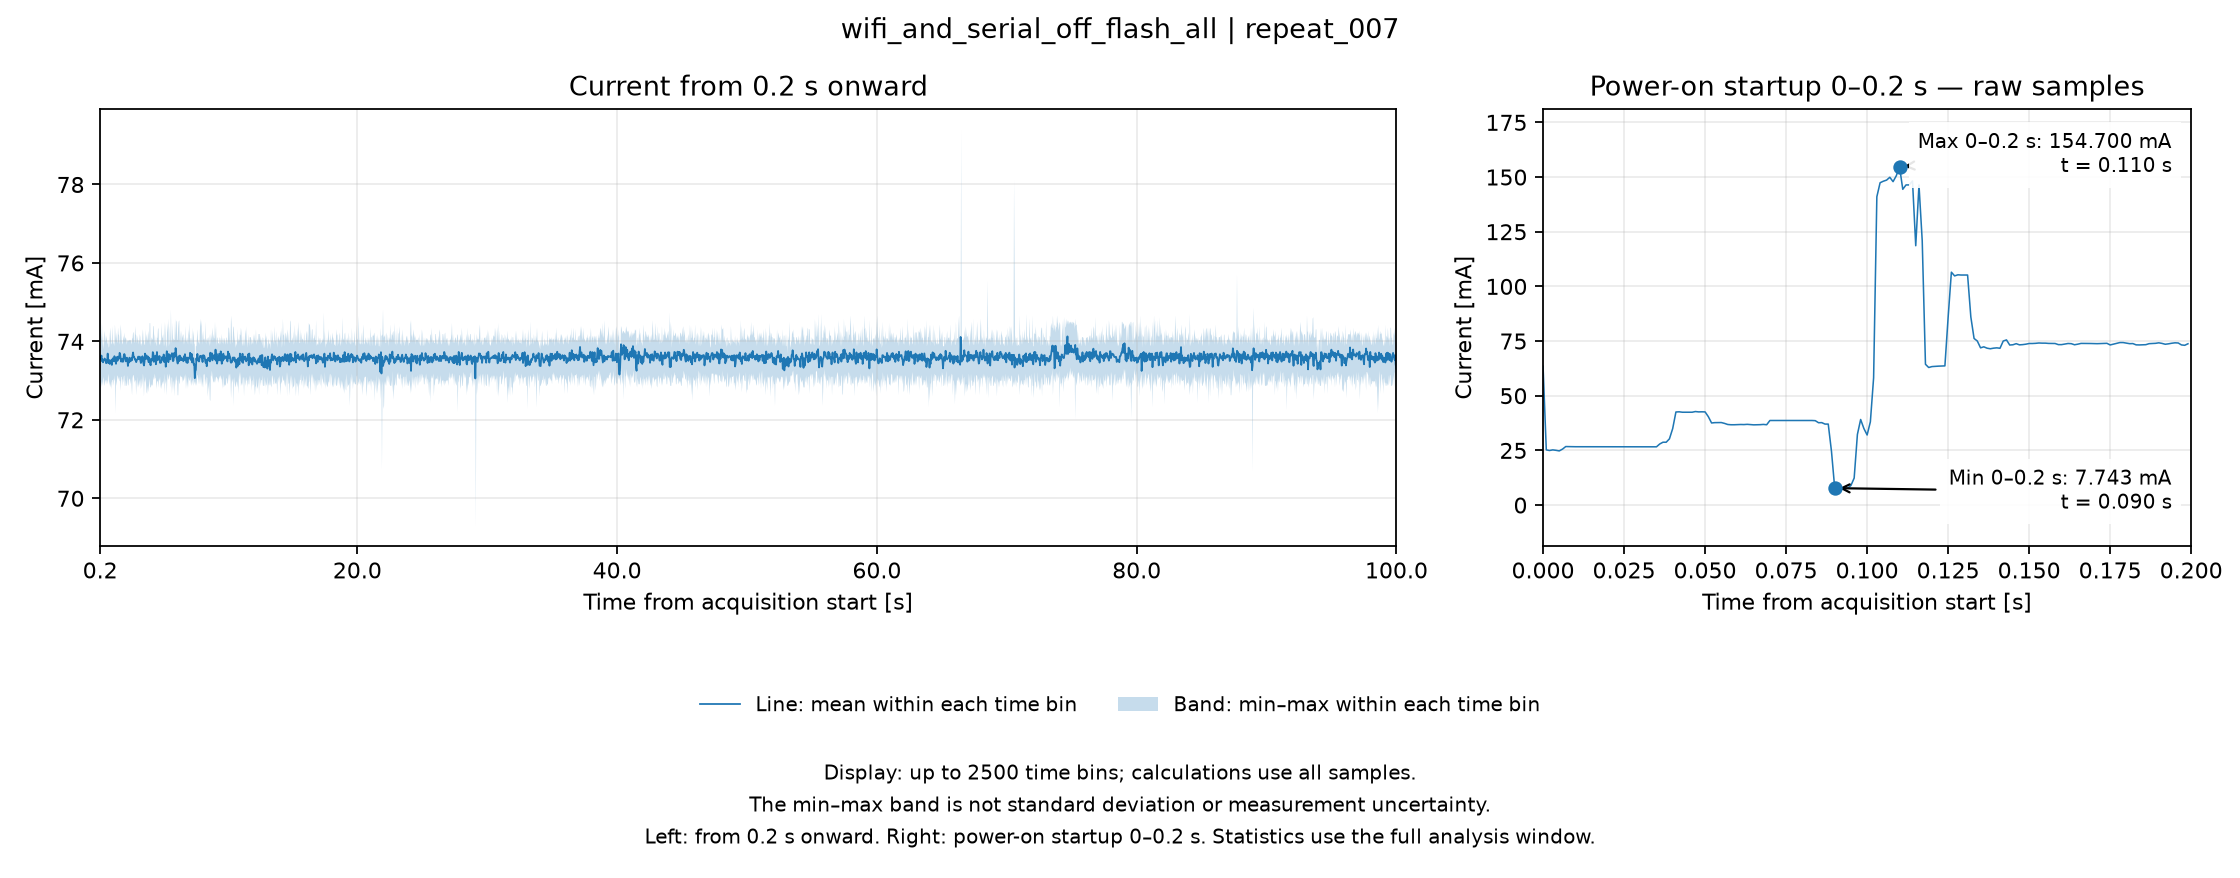 wifi_and_serial_off_flash_all | repeat_007
Current from 0.2 s onward
Current [mA]
78
76
74
72
70
0.2 20.0 40.0 60.0 80.0 100.0
Time from acquisition start [s]
Power-on startup 0–0.2 s — raw samples
Current [mA]
175
150
125
100
75
50
25
0
Max 0–0.2 s: 154.700 mA
t = 0.110 s
Min 0–0.2 s: 7.743 mA
t = 0.090 s
0.000 0.025 0.050 0.075 0.100 0.125 0.150 0.175 0.200
Time from acquisition start [s]
Line: mean within each time bin
Band: min–max within each time bin
Display: up to 2500 time bins; calculations use all samples.
The min–max band is not standard deviation or measurement uncertainty.
Left: from 0.2 s onward. Right: power-on startup 0–0.2 s. Statistics use the full analysis window.